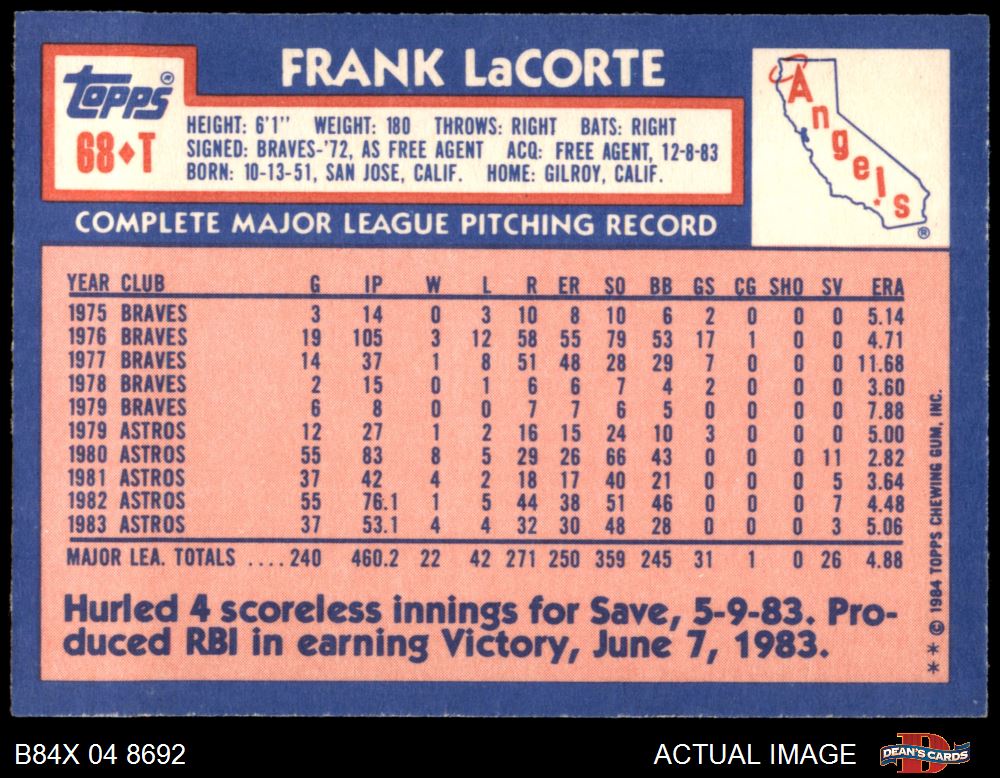 FRANK LaCORTE
Topps ®
68♦T
HEIGHT: 6'1" WEIGHT: 180 THROWS: RIGHT BATS: RIGHT
SIGNED: BRAVES-'72, AS FREE AGENT ACQ: FREE AGENT, 12-8-83
BORN: 10-13-51, SAN JOSE, CALIF. HOME: GILROY, CALIF.
Angels
®
COMPLETE MAJOR LEAGUE PITCHING RECORD
YEAR CLUB G IP W L R ER SO BB GS CG SHO SV ERA
1975 BRAVES 3 14 0 3 10 8 10 6 2 0 0 0 5.14
1976 BRAVES 19 105 3 12 58 55 79 53 17 1 0 0 4.71
1977 BRAVES 14 37 1 8 51 48 28 29 7 0 0 0 11.68
1978 BRAVES 2 15 0 1 6 6 7 4 2 0 0 0 3.60
1979 BRAVES 6 8 0 0 7 7 6 5 0 0 0 0 7.88
1979 ASTROS 12 27 1 2 16 15 24 10 3 0 0 0 5.00
1980 ASTROS 55 83 8 5 29 26 66 43 0 0 0 11 2.82
1981 ASTROS 37 42 4 2 18 17 40 21 0 0 0 5 3.64
1982 ASTROS 55 76.1 1 5 44 38 51 46 0 0 0 7 4.48
1983 ASTROS 37 53.1 4 4 32 30 48 28 0 0 0 3 5.06
MAJOR LEA. TOTALS ....240 460.2 22 42 271 250 359 245 31 1 0 26 4.88
Hurled 4 scoreless innings for Save, 5-9-83. Pro-
duced RBI in earning Victory, June 7, 1983.
** © 1984 TOPPS CHEWING GUM, INC.
B84X 04 8692
ACTUAL IMAGE
D
DEAN'S CARDS